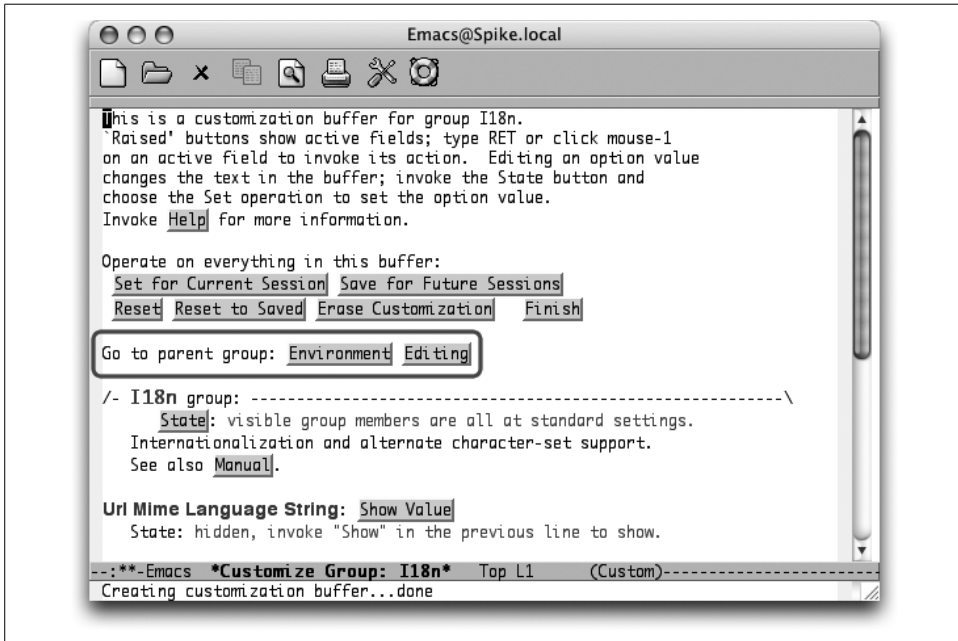 Emacs@Spike.local
This is a customization buffer for group I18n.
`Raised' buttons show active fields; type RET or click mouse-1
on an active field to invoke its action.  Editing an option value
changes the text in the buffer; invoke the State button and
choose the Set operation to set the option value.
Invoke Help for more information.
Operate on everything in this buffer:
Set for Current Session Save for Future Sessions
Reset Reset to Saved Erase Customization Finish
Go to parent group: Environment Editing
/- I18n group: ----------------------------------------------------------\
State: visible group members are all at standard settings.
Internationalization and alternate character-set support.
See also Manual.
Url Mime Language String: Show Value
State: hidden, invoke "Show" in the previous line to show.
--:**-Emacs  *Customize Group: I18n*   Top L1     (Custom)------------------------
Creating customization buffer...done